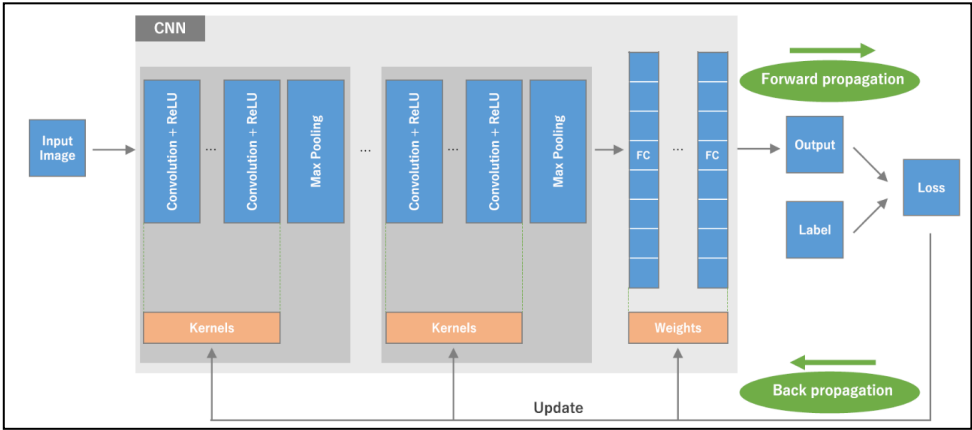 CNN
Forward propagation
Input
Image
Convolution + ReLU
...
Convolution + ReLU
Max Pooling
...
Convolution + ReLU
...
Convolution + ReLU
Max Pooling
FC
...
FC
Output
Label
Loss
Kernels
Kernels
Weights
Back propagation
Update